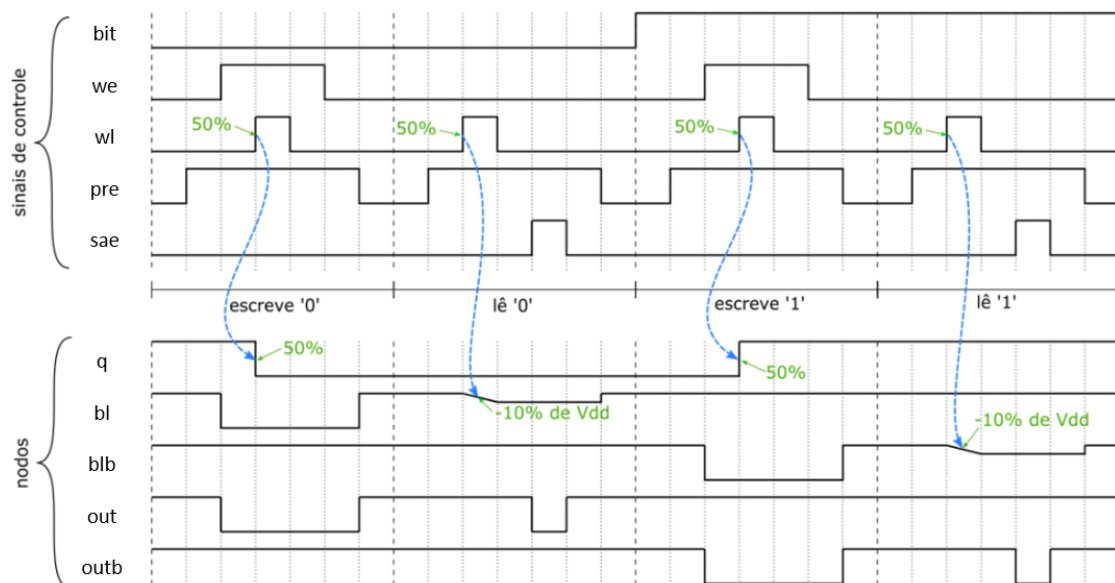 sinais de controle
bit
we
wl
50%
50%
50%
50%
pre
sae
escreve '0'
lê '0'
escreve '1'
lê '1'
nodos
q
50%
50%
bl
-10% de Vdd
blb
-10% de Vdd
out
outb